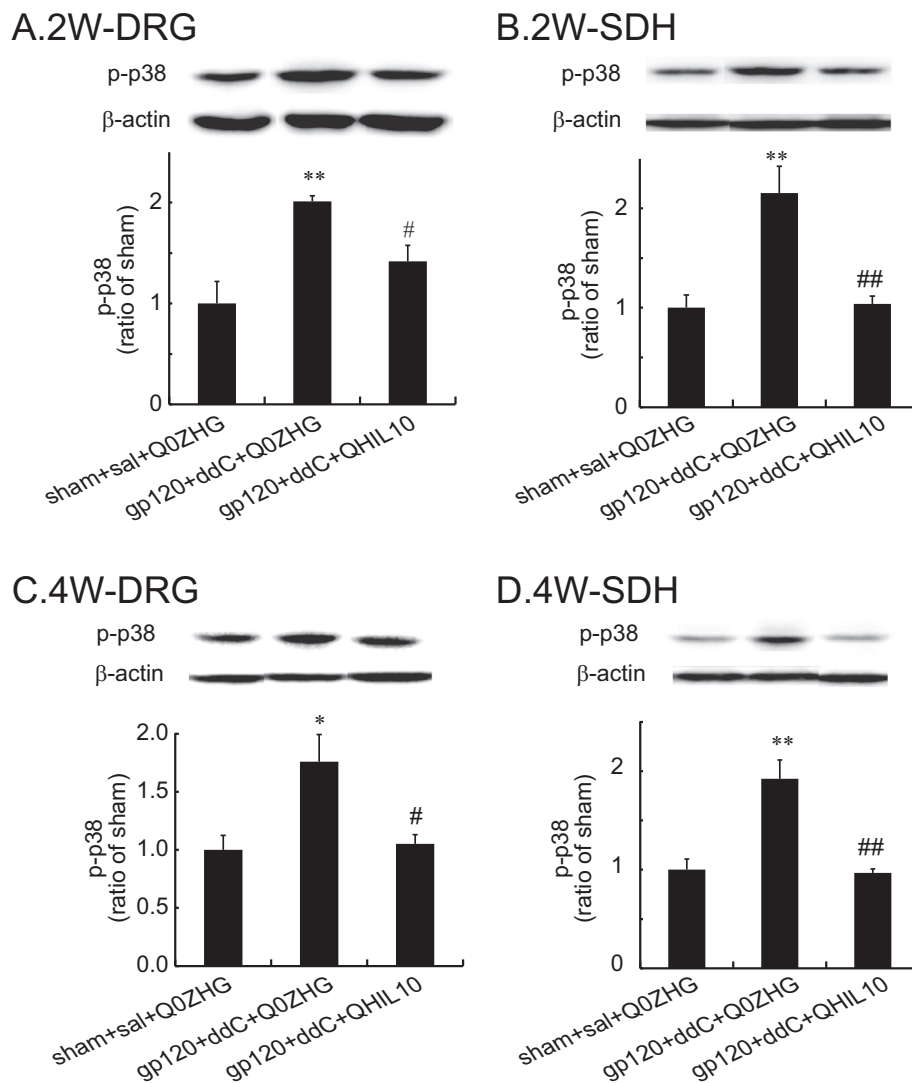 A.2W-DRG
p-p38
β-actin
**
#
2
1
0
p-p38
(ratio of sham)
sham+sal+Q0ZHG
gp120+ddC+Q0ZHG
gp120+ddC+QHIL10
B.2W-SDH
p-p38
β-actin
**
##
2
1
0
p-p38
(ratio of sham)
sham+sal+Q0ZHG
gp120+ddC+Q0ZHG
gp120+ddC+QHIL10
C.4W-DRG
p-p38
β-actin
*
#
2.0
1.5
1.0
0.5
0.0
p-p38
(ratio of sham)
sham+sal+Q0ZHG
gp120+ddC+Q0ZHG
gp120+ddC+QHIL10
D.4W-SDH
p-p38
β-actin
**
##
2
1
0
p-p38
(ratio of sham)
sham+sal+Q0ZHG
gp120+ddC+Q0ZHG
gp120+ddC+QHIL10